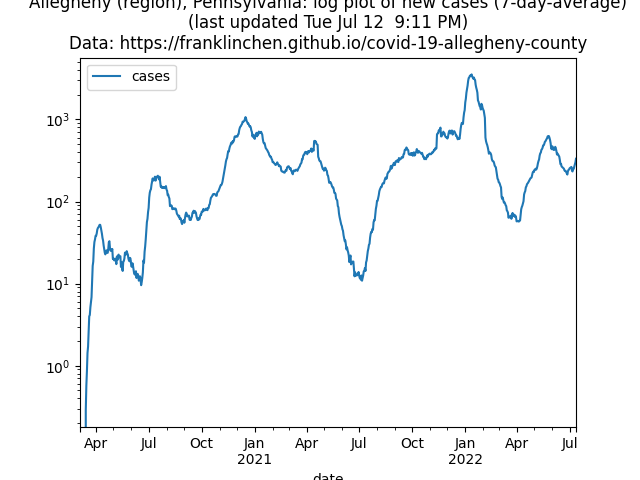 Allegheny (region), Pennsylvania: log plot of new cases (7-day-average)
(last updated Tue Jul 12 9:11 PM)
Data: https://franklinchen.github.io/covid-19-allegheny-county
cases
10³
10²
10¹
10⁰
Apr Jul Oct Jan Apr Jul Oct Jan Apr Jul
2021 2022
date